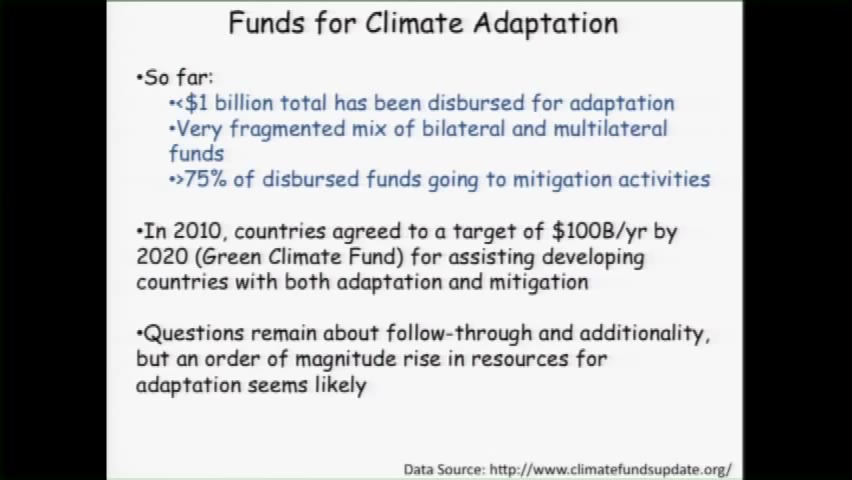 Funds for Climate Adaptation
•So far:
•<$1 billion total has been disbursed for adaptation
•Very fragmented mix of bilateral and multilateral
funds
•>75% of disbursed funds going to mitigation activities
•In 2010, countries agreed to a target of $100B/yr by
2020 (Green Climate Fund) for assisting developing
countries with both adaptation and mitigation
•Questions remain about follow-through and additionality,
but an order of magnitude rise in resources for
adaptation seems likely
Data Source: http://www.climatefundsupdate.org/